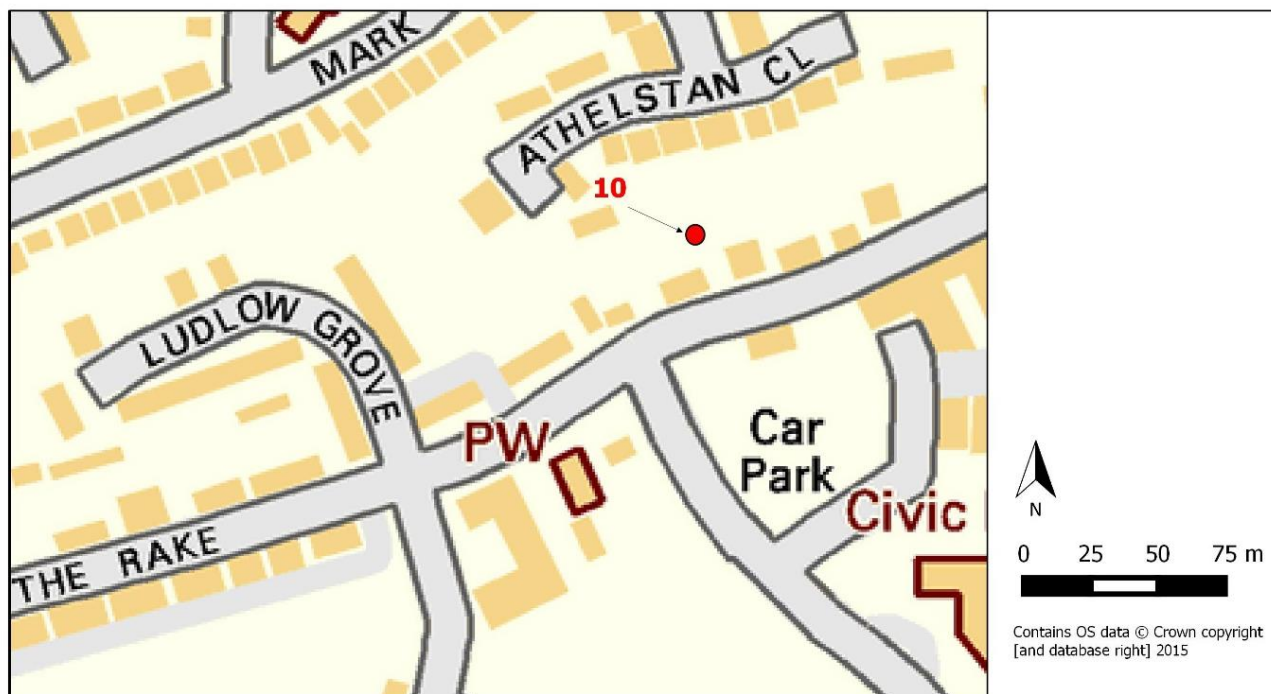 MARK
ATHELSTAN CL
10
LUDLOW GROVE
PW
Car
Park
Civic
THE RAKE
N
0 25 50 75 m
Contains OS data © Crown copyright
[and database right] 2015